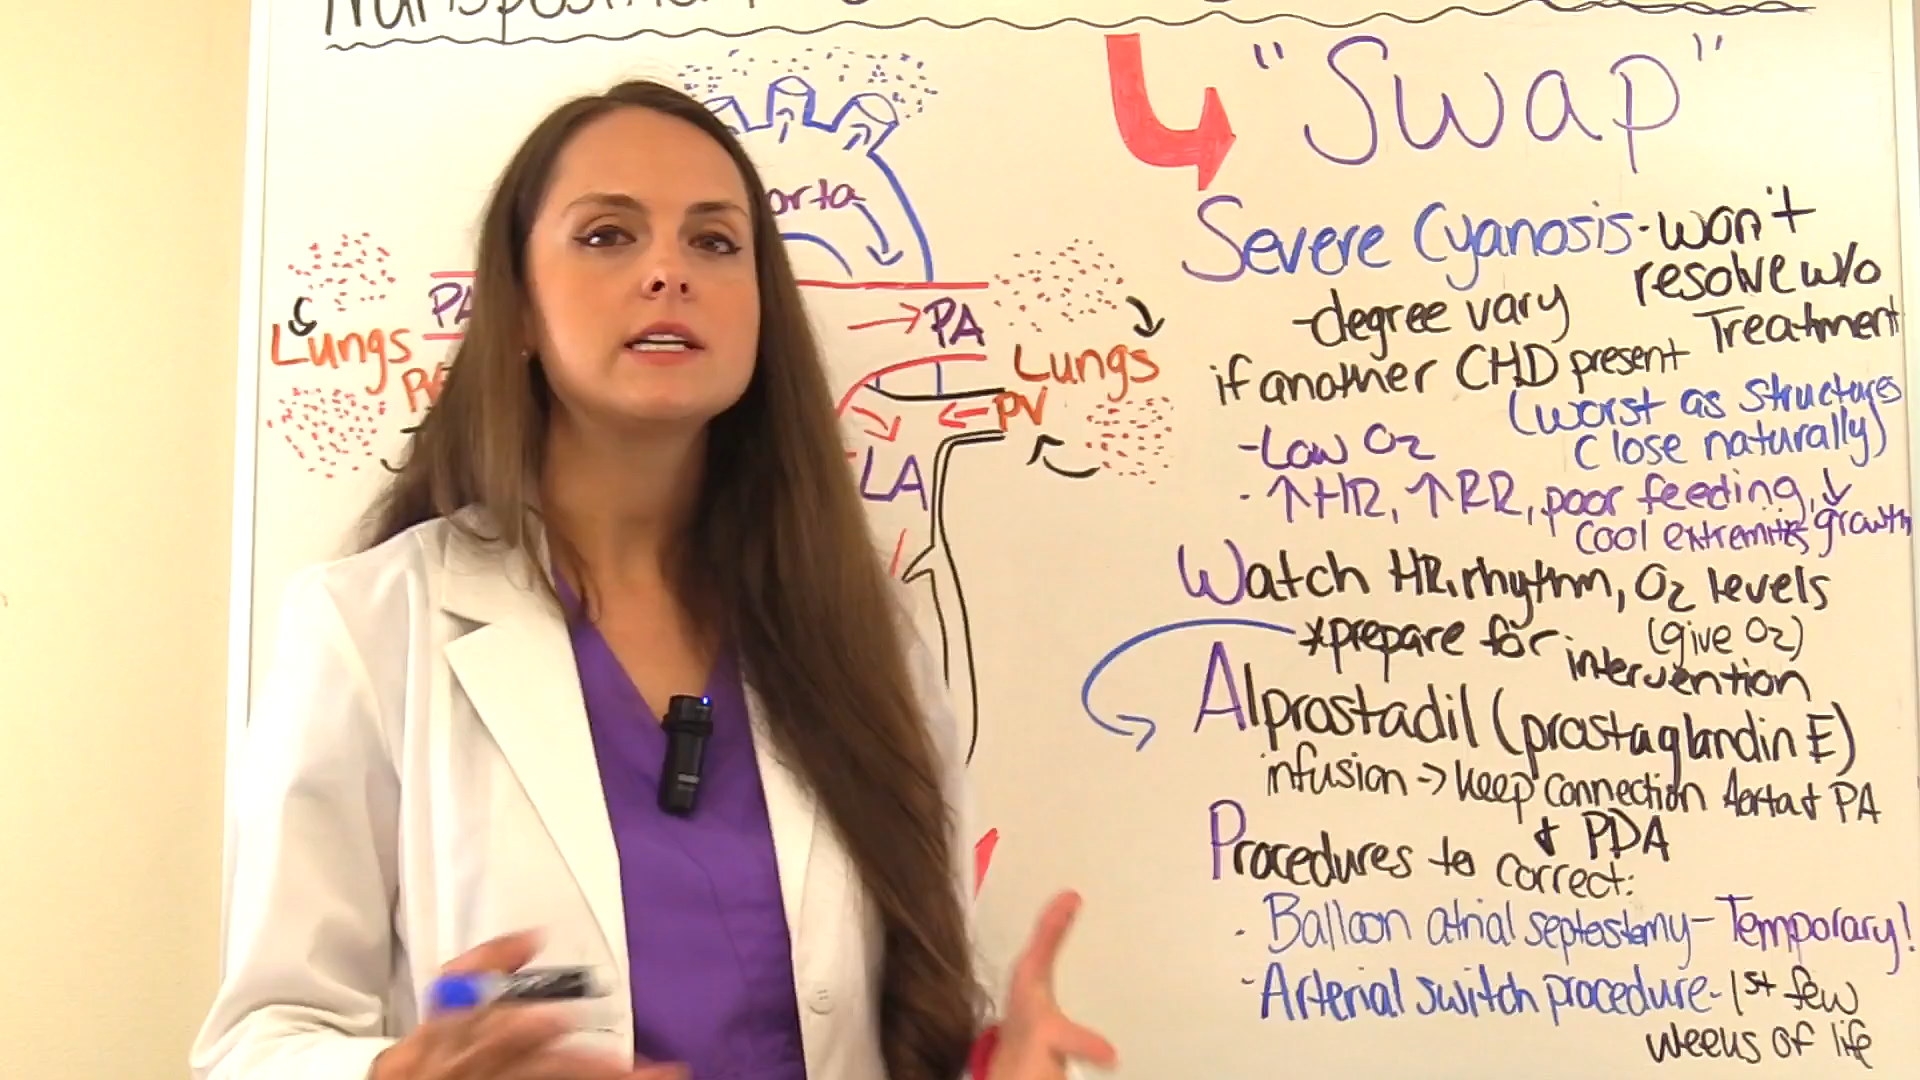 "Swap"
Severe Cyanosis - won't
resolve w/o
Treatment
- degree vary
if another CHD present
(worst as structures
close naturally)
- Low O2
· ↑HR, ↑RR, poor feeding, ↓
growth
cool extremities
Watch HR, rhythm, O2 levels
(give O2)
*prepare for
intervention
Alprostadil (prostaglandin E)
infusion → keep connection Aorta & PA
& PDA
Procedures to correct:
· Balloon atrial septostomy - Temporary!
· Arterial switch procedure - 1st few
weeks of life
orta
PA
PA
Lungs
Lungs
PV
LA